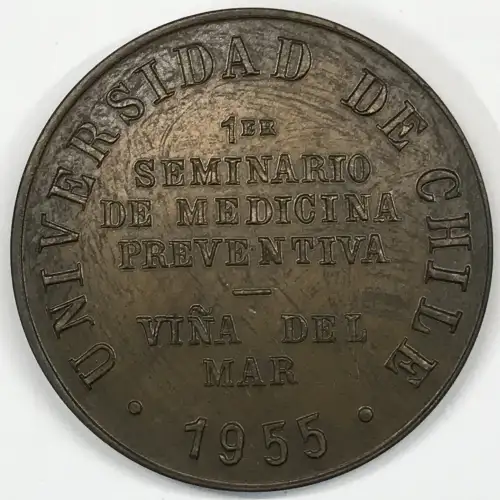 UNIVERSIDAD DE CHILE
1ER
SEMINARIO
DE MEDICINA
PREVENTIVA
—
VIÑA DEL
MAR
· 1955 ·